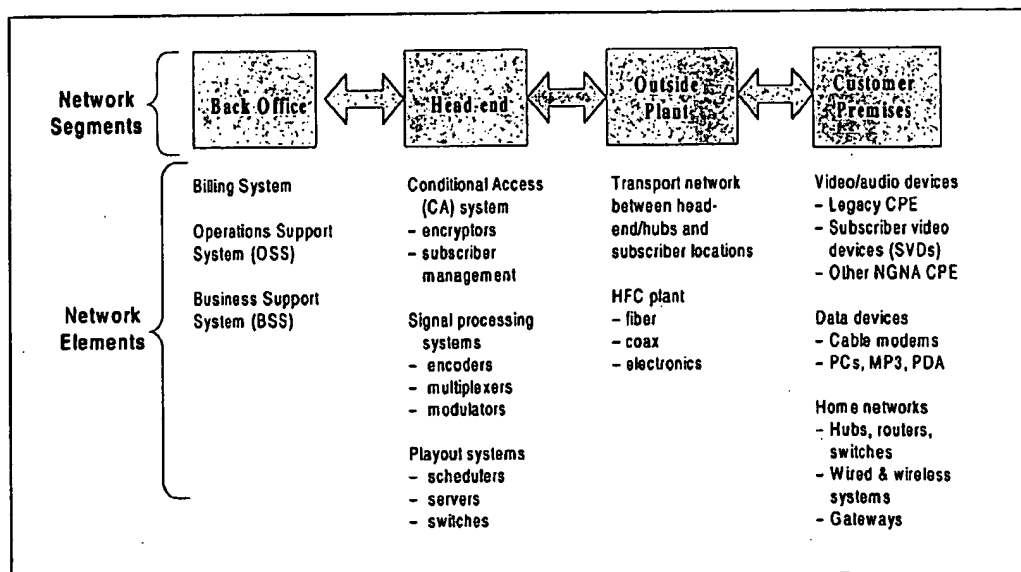 Network
Segments
Back Office
Head-end
Outside
Plant
Customer
Premises
Network
Elements
Billing System
Operations Support
System (OSS)
Business Support
System (BSS)
Conditional Access
(CA) system
– encryptors
– subscriber
management
Signal processing
systems
– encoders
– multiplexers
– modulators
Playout systems
– schedulers
– servers
– switches
Transport network
between head-
end/hubs and
subscriber locations
HFC plant
– fiber
– coax
– electronics
Video/audio devices
– Legacy CPE
– Subscriber video
devices (SVDs)
– Other NGNA CPE
Data devices
– Cable modems
– PCs, MP3, PDA
Home networks
– Hubs, routers,
switches
– Wired & wireless
systems
– Gateways